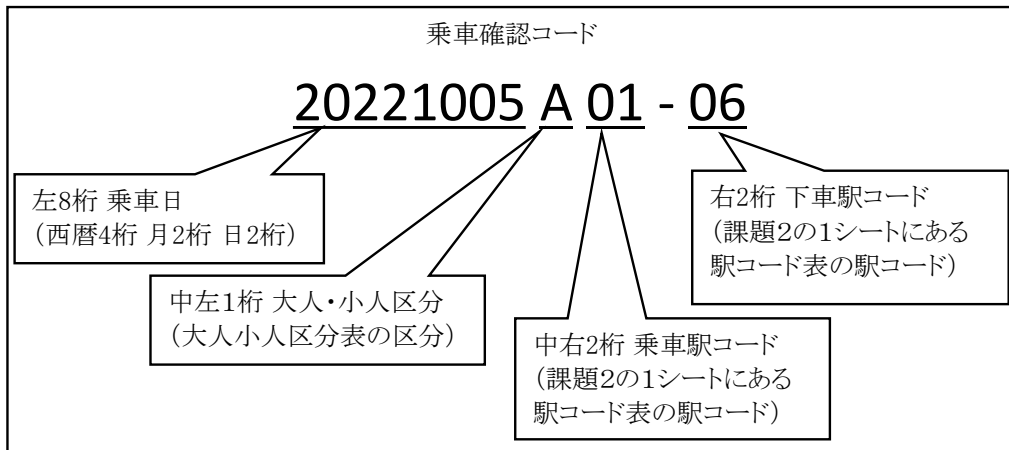 乗車確認コード
20221005 A 01 - 06
左8桁 乗車日
（西暦4桁 月2桁 日2桁）
中左1桁 大人・小人区分
（大人小人区分表の区分）
中右2桁 乗車駅コード
（課題2の1シートにある
駅コード表の駅コード）
右2桁 下車駅コード
（課題2の1シートにある
駅コード表の駅コード）